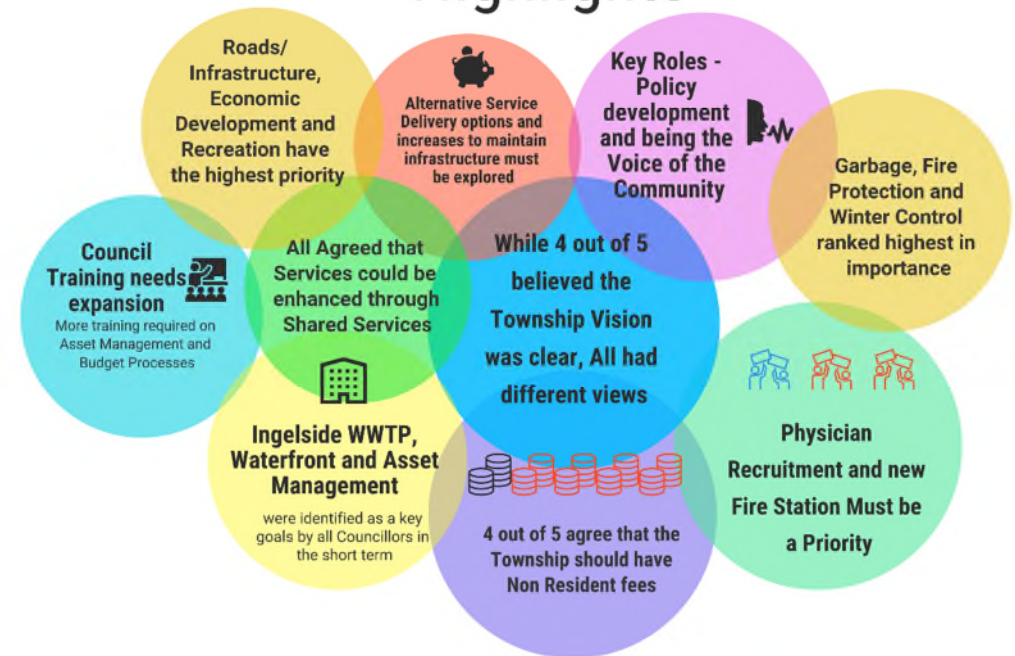 Highlights
Roads/
Infrastructure,
Economic
Development and
Recreation have
the highest priority
Alternative Service
Delivery options and
increases to maintain
infrastructure must
be explored
Key Roles -
Policy
development
and being the
Voice of the
Community
Garbage, Fire
Protection and
Winter Control
ranked highest in
importance
Council
Training needs
expansion
More training required on
Asset Management and
Budget Processes
All Agreed that
Services could be
enhanced through
Shared Services
While 4 out of 5
believed the
Township Vision
was clear, All had
different views
Ingelside WWTP,
Waterfront and Asset
Management
were identified as a key
goals by all Councillors in
the short term
4 out of 5 agree that the
Township should have
Non Resident fees
Physician
Recruitment and new
Fire Station Must be
a Priority